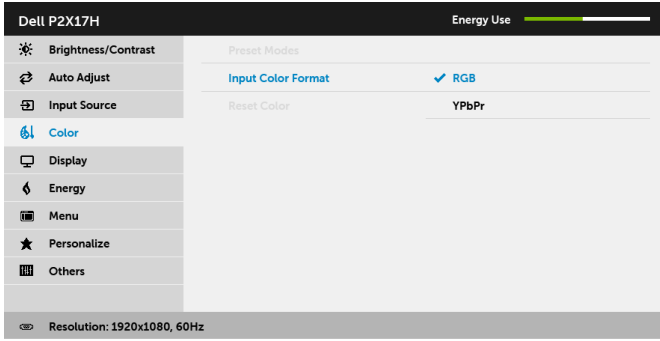 Dell P2X17H Energy Use
Brightness/Contrast Preset Modes
Auto Adjust Input Color Format RGB
Input Source Reset Color YPbPr
Color
Display
Energy
Menu
Personalize
Others
Resolution: 1920x1080, 60Hz